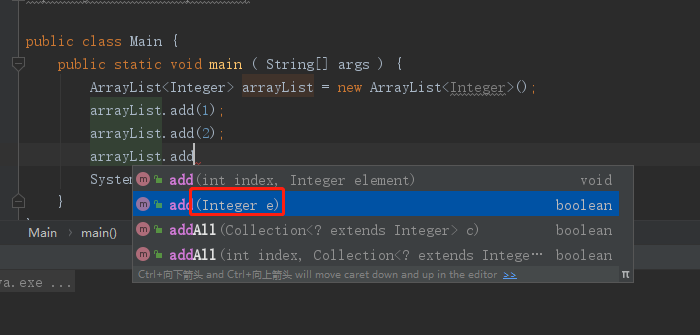 public class Main {
public static void main ( String[] args ) {
ArrayList<Integer> arrayList = new ArrayList<Integer>();
arrayList.add(1);
arrayList.add(2);
arrayList.add
System
add(int index, Integer element) void
add(Integer e) boolean
addAll(Collection<? extends Integer> c) boolean
addAll(int index, Collection<? extends Intege… boolean
Ctrl+向下箭头 and Ctrl+向上箭头 will move caret down and up in the editor >> π
}
Main › main()
va.exe ...